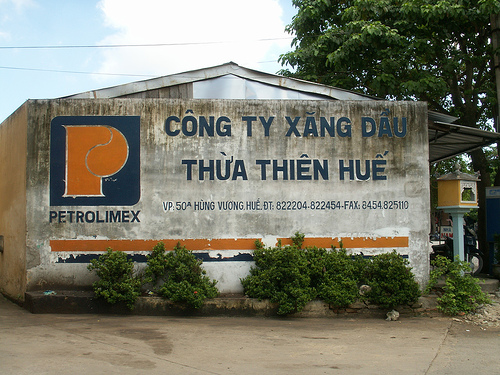 CÔNG TY XĂNG DẦU
THỪA THIÊN HUẾ
VP. 50A HÙNG VƯƠNG HUẾ. ĐT: 822204-822454-FAX: 8454.825110
P
PETROLIMEX